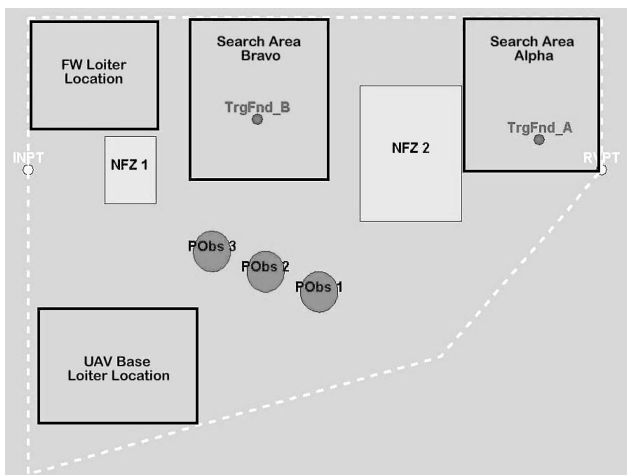 FW Loiter
Location
Search Area
Bravo
Search Area
Alpha
TrgFnd_B
TrgFnd_A
INPT
NFZ 1
NFZ 2
RVPT
PObs 3
PObs 2
PObs 1
UAV Base
Loiter Location